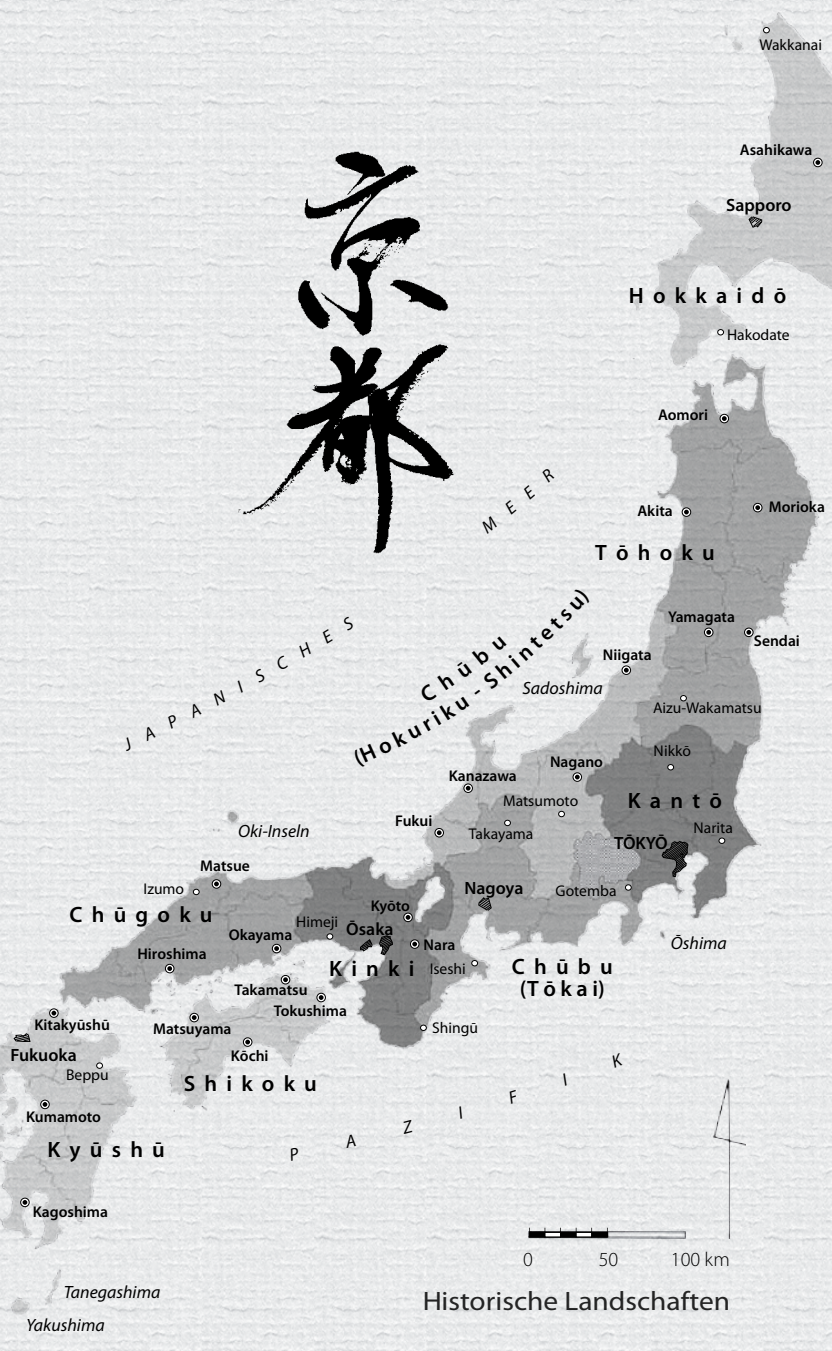 Wakkanai
Asahikawa
京都
Sapporo
Hokkaidō
Hakodate
Aomori
MEER
Akita
Morioka
Tōhoku
JAPANISCHES
Chūbu
(Hokuriku - Shintetsu)
Yamagata
Sendai
Niigata
Sadoshima
Aizu-Wakamatsu
Nikkō
Nagano
Kanazawa
Matsumoto
Kantō
Fukui
Takayama
Narita
TŌKYŌ
Oki-Inseln
Matsue
Izumo
Nagoya
Gotemba
Chūgoku
Kyōto
Himeji
Ōsaka
Okayama
Nara
Ōshima
Hiroshima
Kinki
Iseshi
Chūbu
(Tōkai)
Takamatsu
Tokushima
Kitakyūshū
Matsuyama
Shingū
Fukuoka
Kōchi
Beppu
Shikoku
PAZIFIK
Kumamoto
Kyūshū
Kagoshima
0 50 100 km
Tanegashima
Historische Landschaften
Yakushima